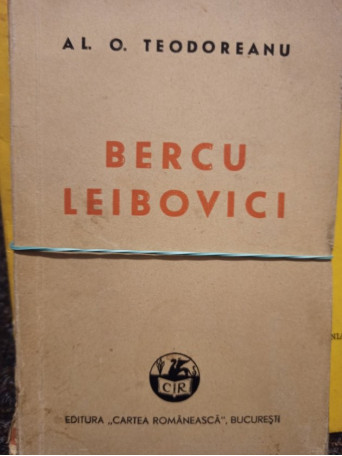 AL. O. TEODOREANU
BERCU
LEIBOVICI
CR
EDITURA „CARTEA ROMÂNEASCĂ”, BUCUREȘTI